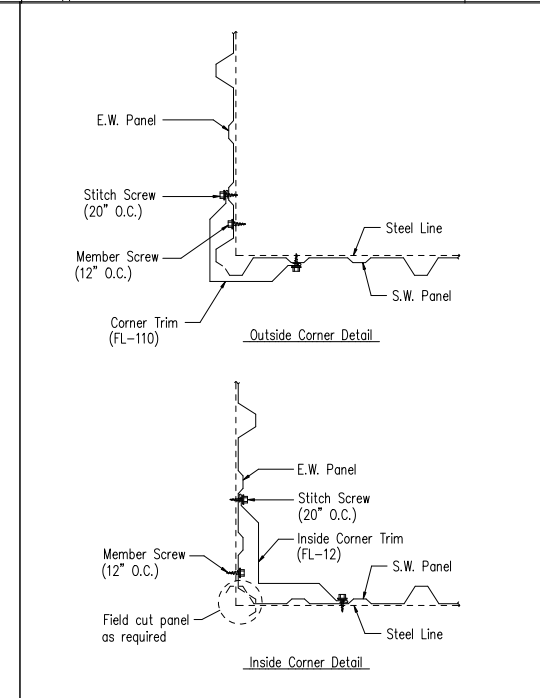 E.W. Panel
Stitch Screw
(20" O.C.)
Member Screw
(12" O.C.)
Steel Line
S.W. Panel
Corner Trim
(FL-110)
Outside Corner Detail
E.W. Panel
Stitch Screw
(20" O.C.)
Inside Corner Trim
(FL-12)
Member Screw
(12" O.C.)
S.W. Panel
Field cut panel
as required
Steel Line
Inside Corner Detail